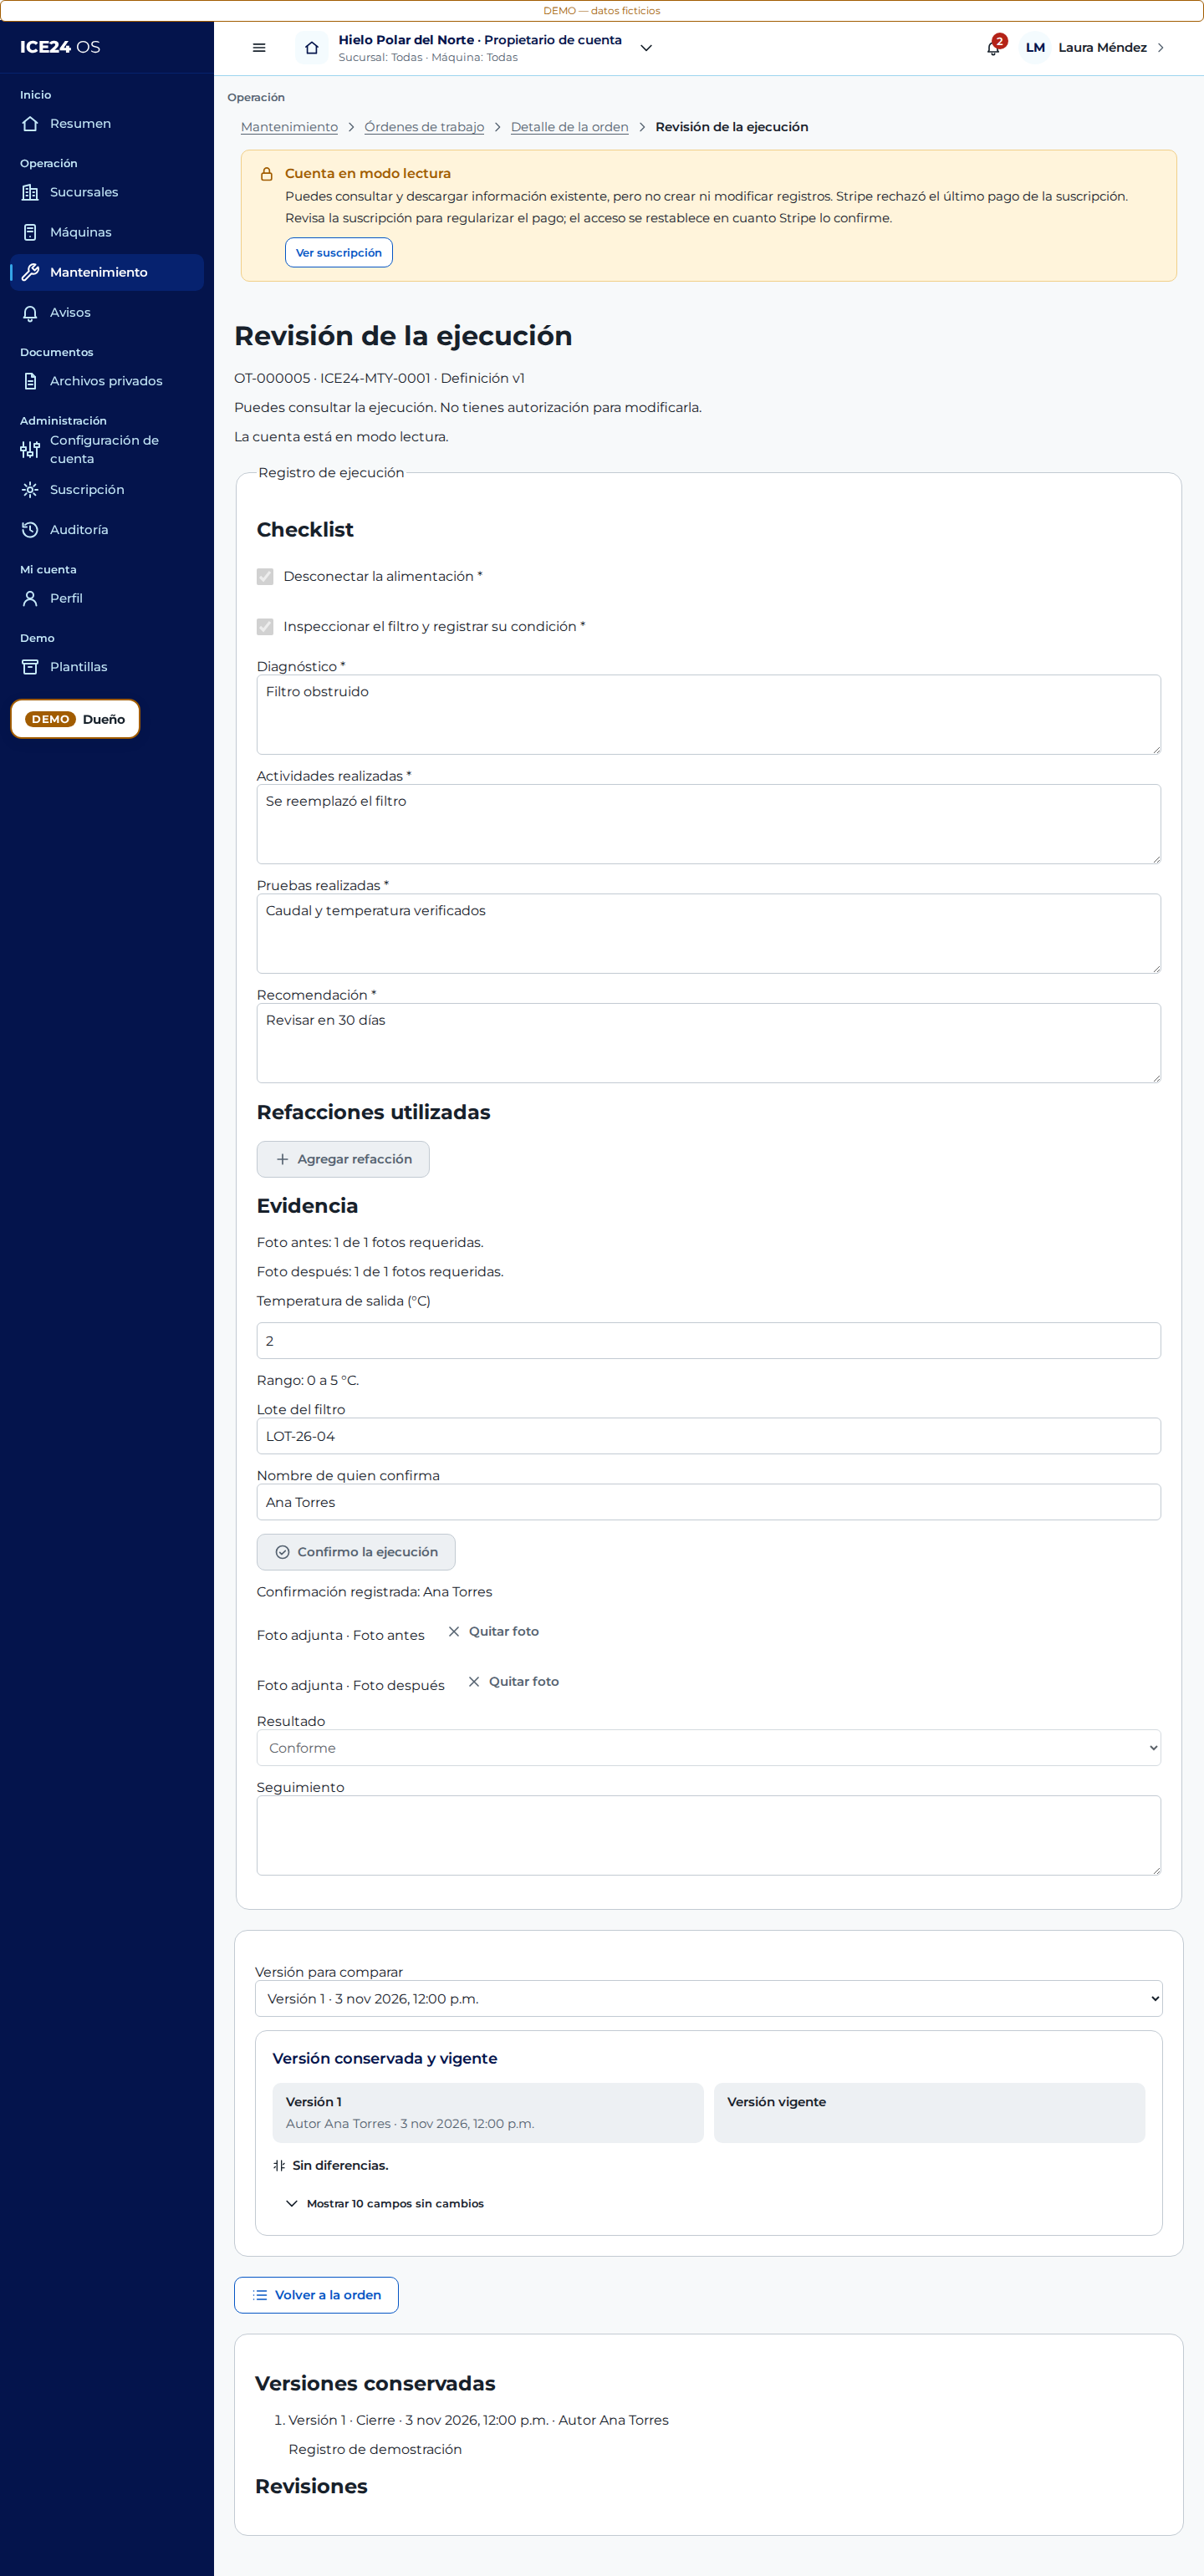 DEMO — datos ficticios
ICE24 OS
Inicio
Resumen
Operación
Sucursales
Máquinas
Mantenimiento
Avisos
Documentos
Archivos privados
Administración
Configuración de
cuenta
Suscripción
Auditoría
Mi cuenta
Perfil
Demo
Plantillas
DEMO Dueño
Hielo Polar del Norte · Propietario de cuenta
Sucursal: Todas · Máquina: Todas
2
LM Laura Méndez
Operación
Mantenimiento > Órdenes de trabajo > Detalle de la orden > Revisión de la ejecución
Cuenta en modo lectura
Puedes consultar y descargar información existente, pero no crear ni modificar registros. Stripe rechazó el último pago de la suscripción.
Revisa la suscripción para regularizar el pago; el acceso se restablece en cuanto Stripe lo confirme.
Ver suscripción
Revisión de la ejecución
OT-000005 · ICE24-MTY-0001 · Definición v1
Puedes consultar la ejecución. No tienes autorización para modificarla.
La cuenta está en modo lectura.
Registro de ejecución
Checklist
Desconectar la alimentación *
Inspeccionar el filtro y registrar su condición *
Diagnóstico *
Filtro obstruido
Actividades realizadas *
Se reemplazó el filtro
Pruebas realizadas *
Caudal y temperatura verificados
Recomendación *
Revisar en 30 días
Refacciones utilizadas
Agregar refacción
Evidencia
Foto antes: 1 de 1 fotos requeridas.
Foto después: 1 de 1 fotos requeridas.
Temperatura de salida (°C)
2
Rango: 0 a 5 °C.
Lote del filtro
LOT-26-04
Nombre de quien confirma
Ana Torres
Confirmo la ejecución
Confirmación registrada: Ana Torres
Foto adjunta · Foto antes Quitar foto
Foto adjunta · Foto después Quitar foto
Resultado
Conforme
Seguimiento
Versión para comparar
Versión 1 · 3 nov 2026, 12:00 p.m.
Versión conservada y vigente
Versión 1
Autor Ana Torres · 3 nov 2026, 12:00 p.m.
Versión vigente
Sin diferencias.
Mostrar 10 campos sin cambios
Volver a la orden
Versiones conservadas
1. Versión 1 · Cierre · 3 nov 2026, 12:00 p.m. · Autor Ana Torres
Registro de demostración
Revisiones